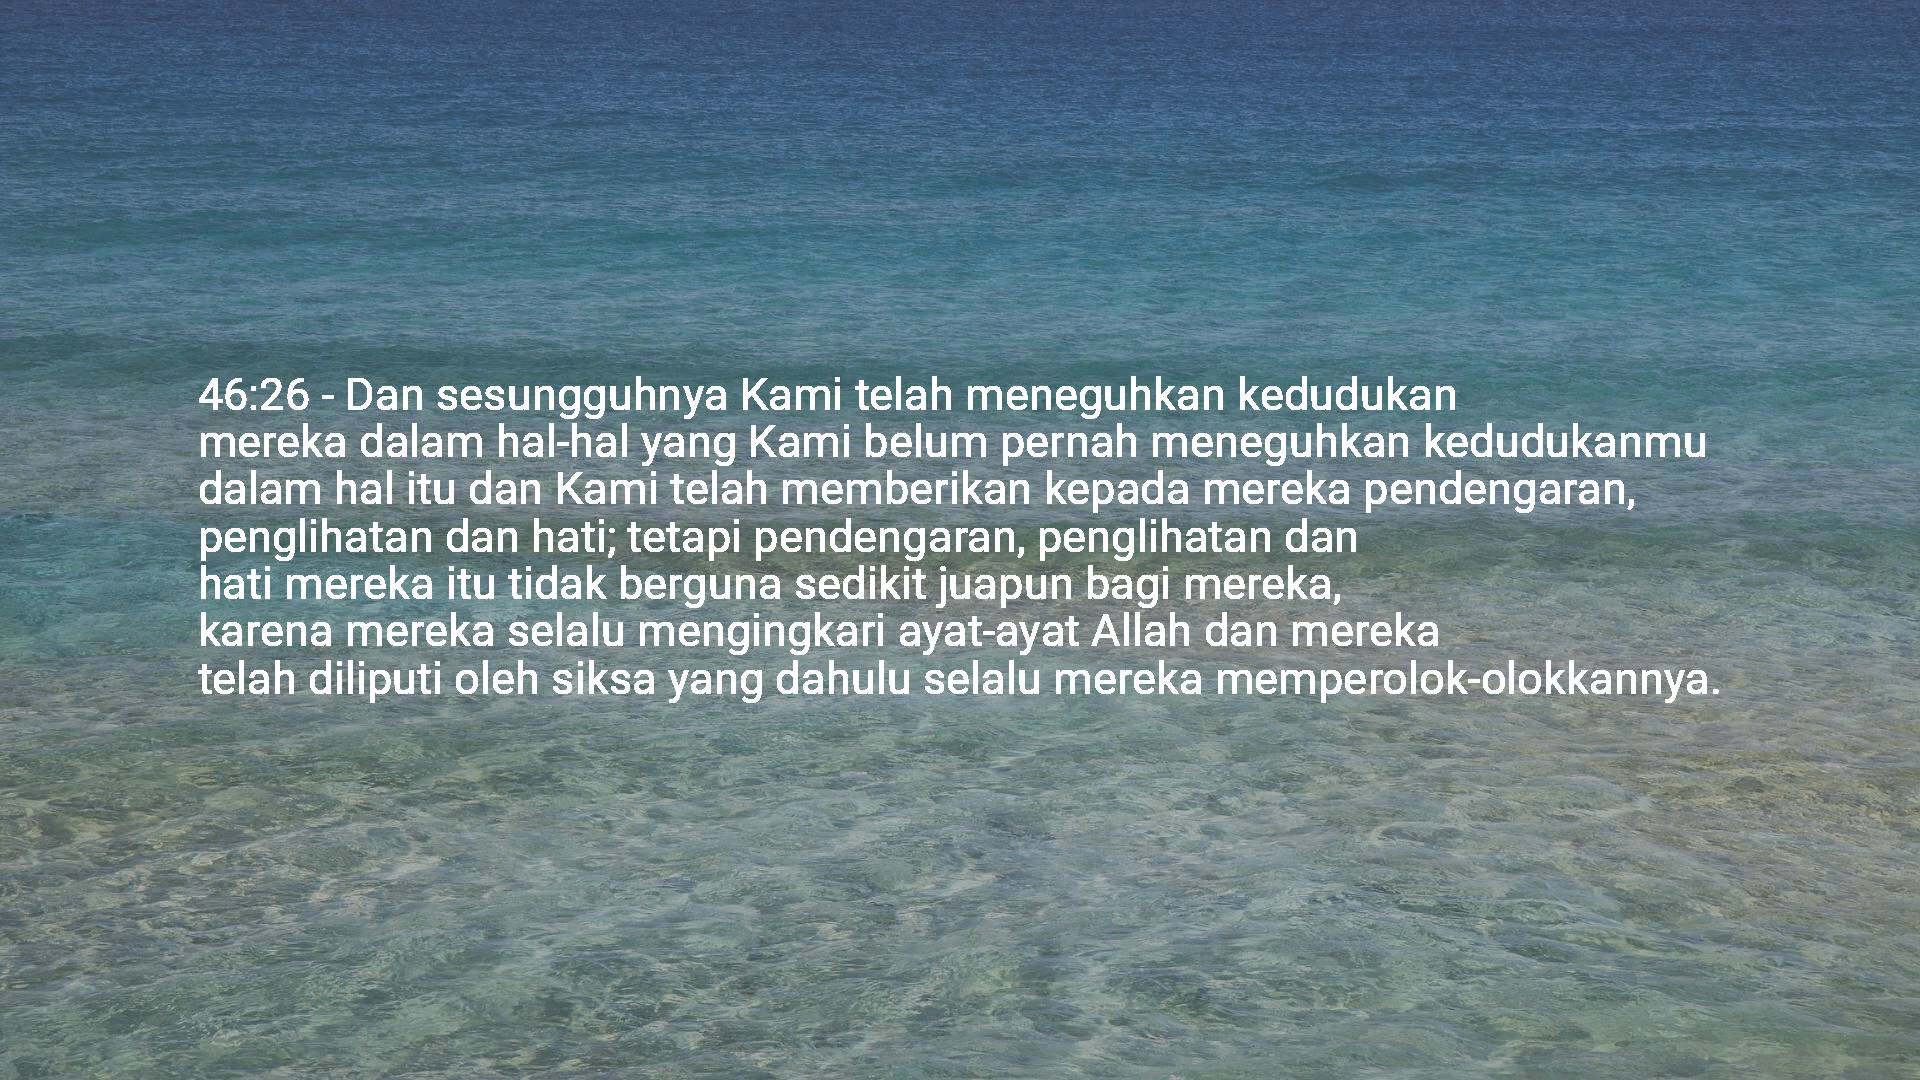 46:26 - Dan sesungguhnya Kami telah meneguhkan kedudukan
mereka dalam hal-hal yang Kami belum pernah meneguhkan kedudukanmu
dalam hal itu dan Kami telah memberikan kepada mereka pendengaran,
penglihatan dan hati; tetapi pendengaran, penglihatan dan
hati mereka itu tidak berguna sedikit juapun bagi mereka,
karena mereka selalu mengingkari ayat-ayat Allah dan mereka
telah diliputi oleh siksa yang dahulu selalu mereka memperolok-olokkannya.